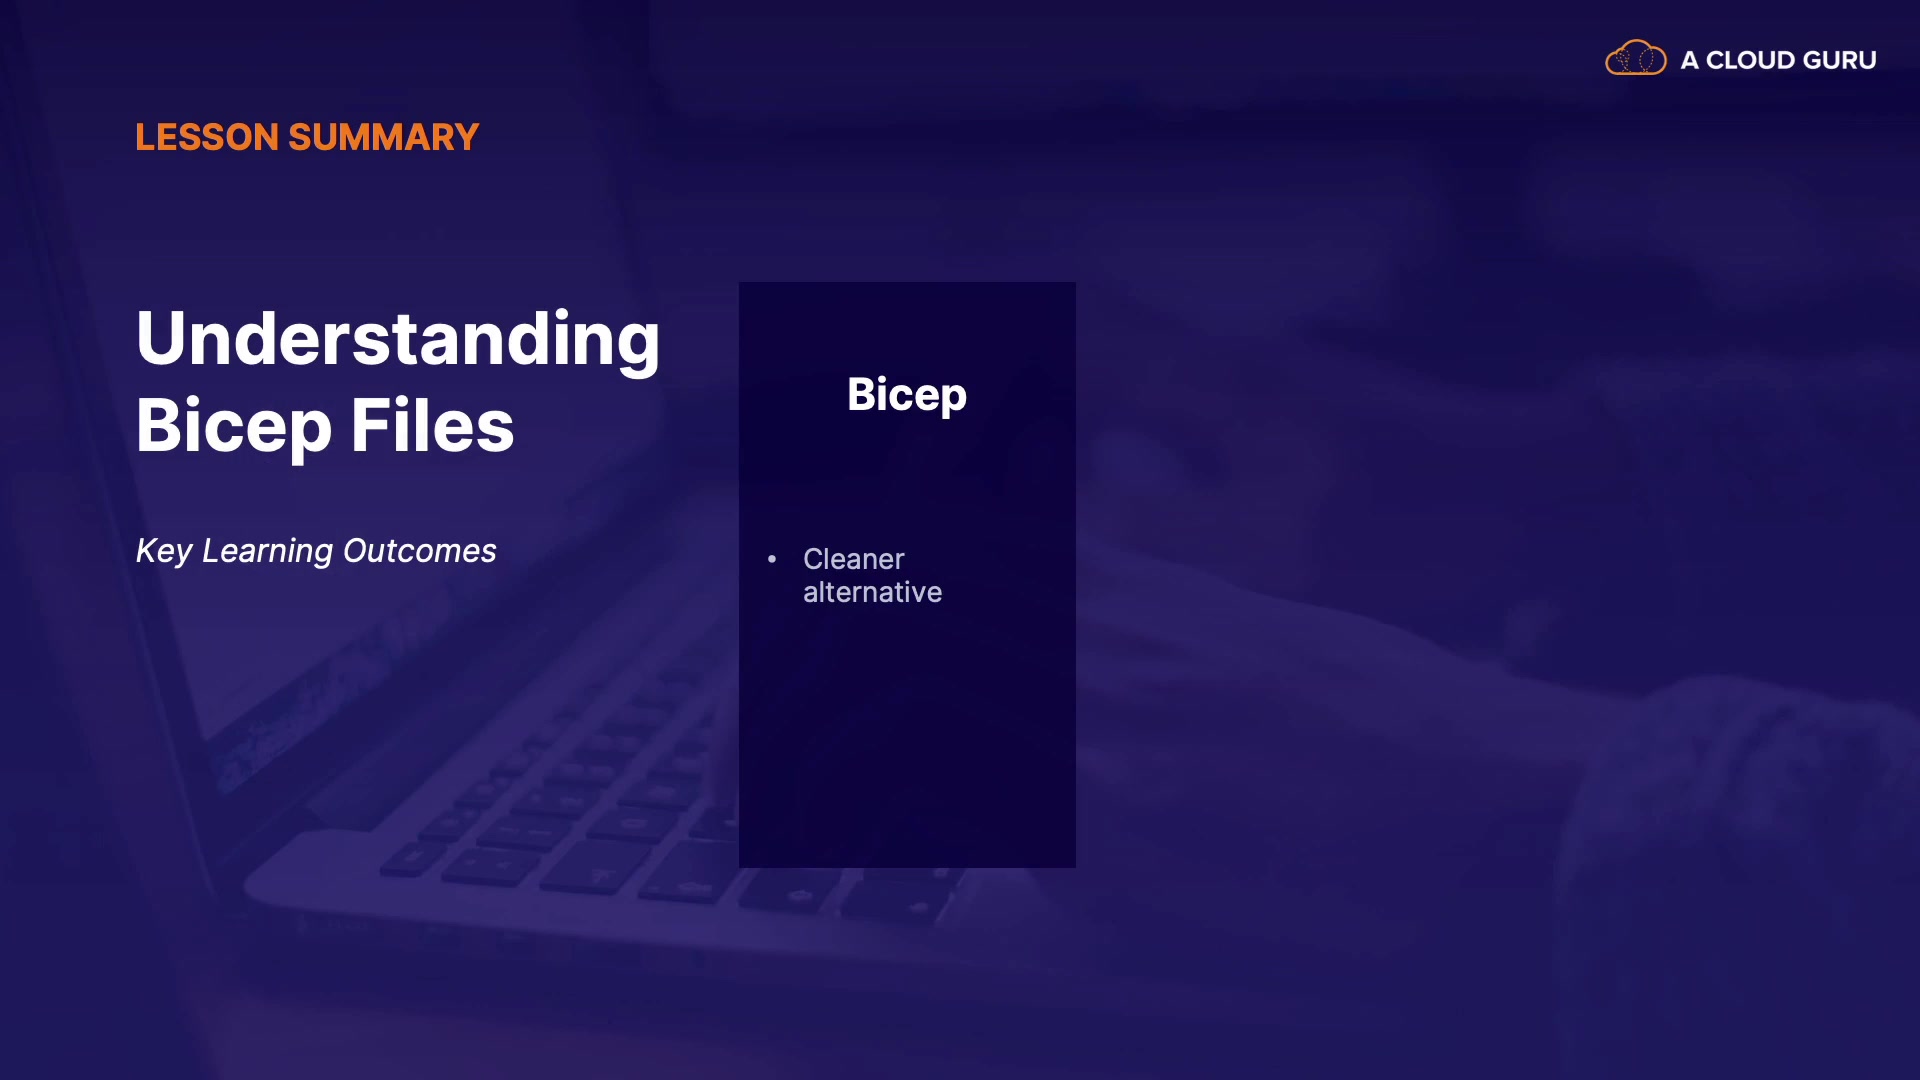 A CLOUD GURU
LESSON SUMMARY
Understanding
Bicep Files
Key Learning Outcomes
Bicep
• Cleaner
alternative